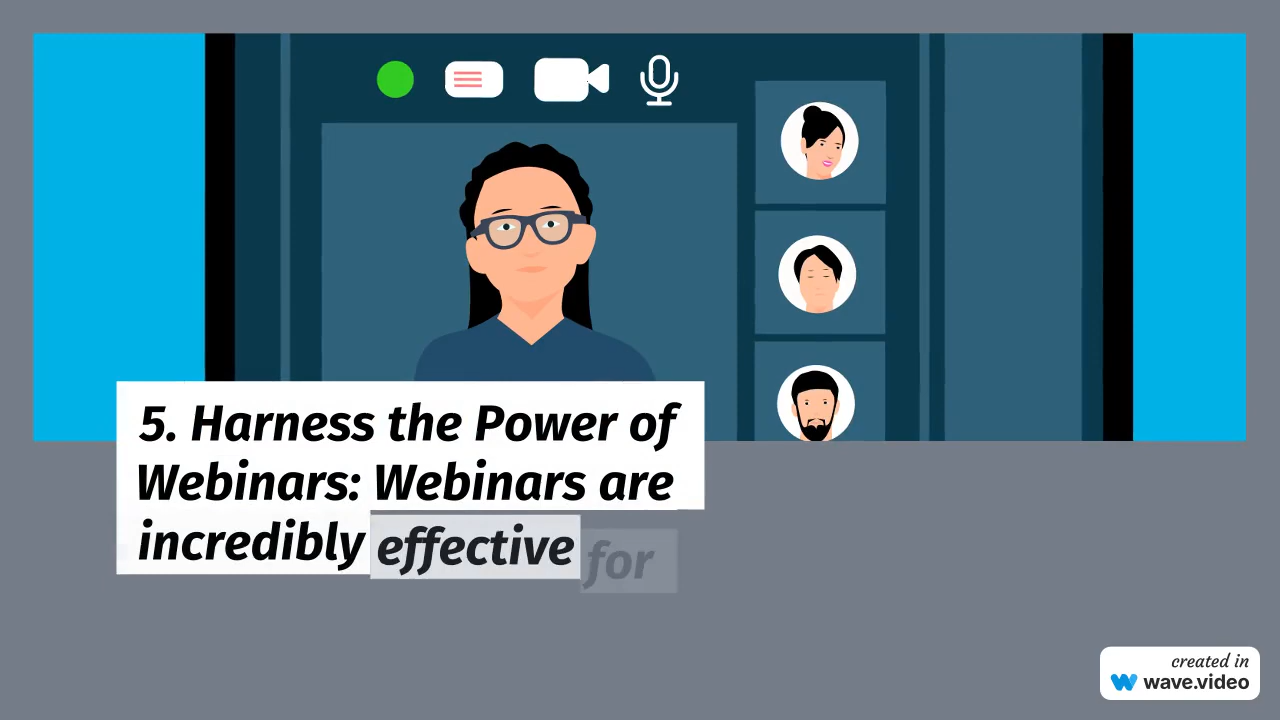 5. Harness the Power of
Webinars: Webinars are
incredibly effective for
created in
wave.video